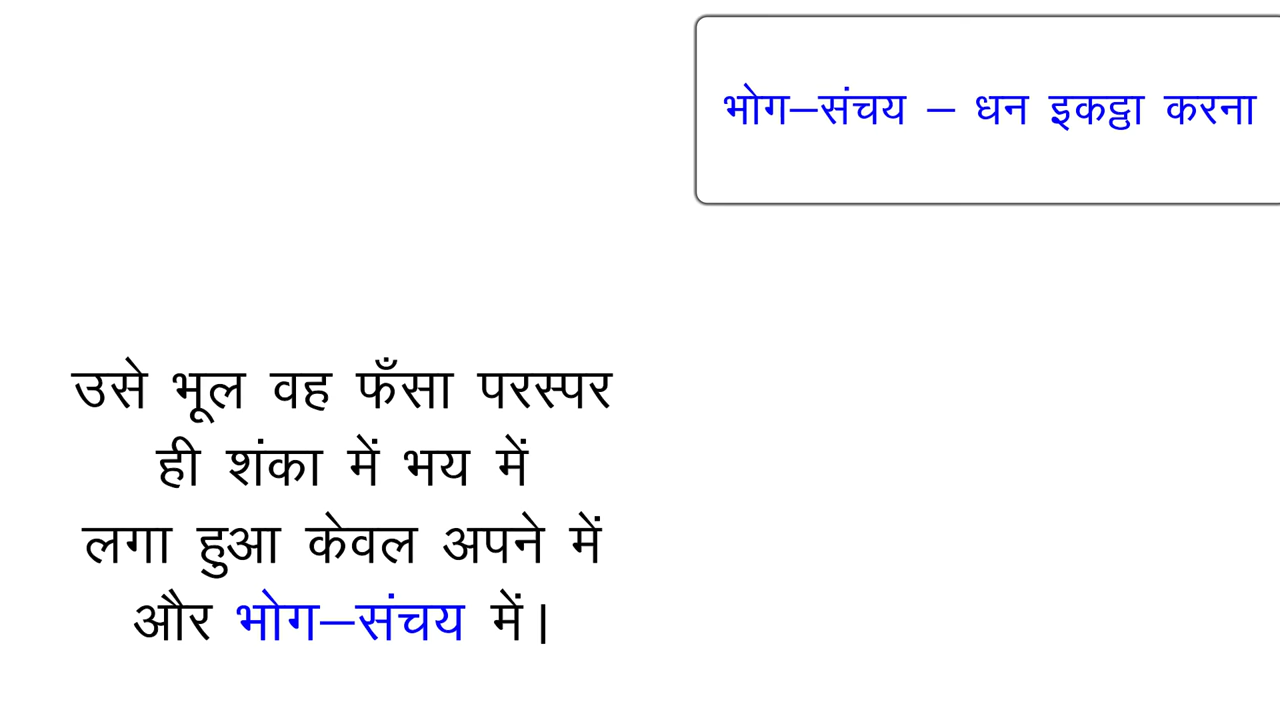 भोग–संचय – धन इकट्ठा करना
उसे भूल वह फँसा परस्पर
ही शंका में भय में
लगा हुआ केवल अपने में
और भोग–संचय में।